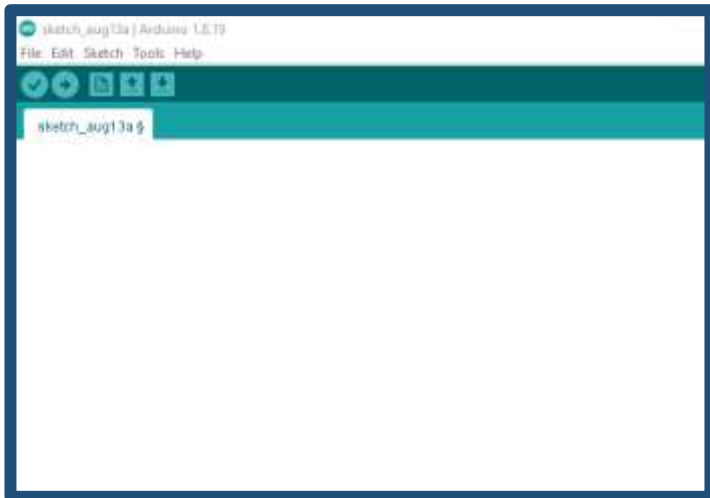 sketch_aug13a | Arduino 1.8.19
File Edit Sketch Tools Help
sketch_aug13a §